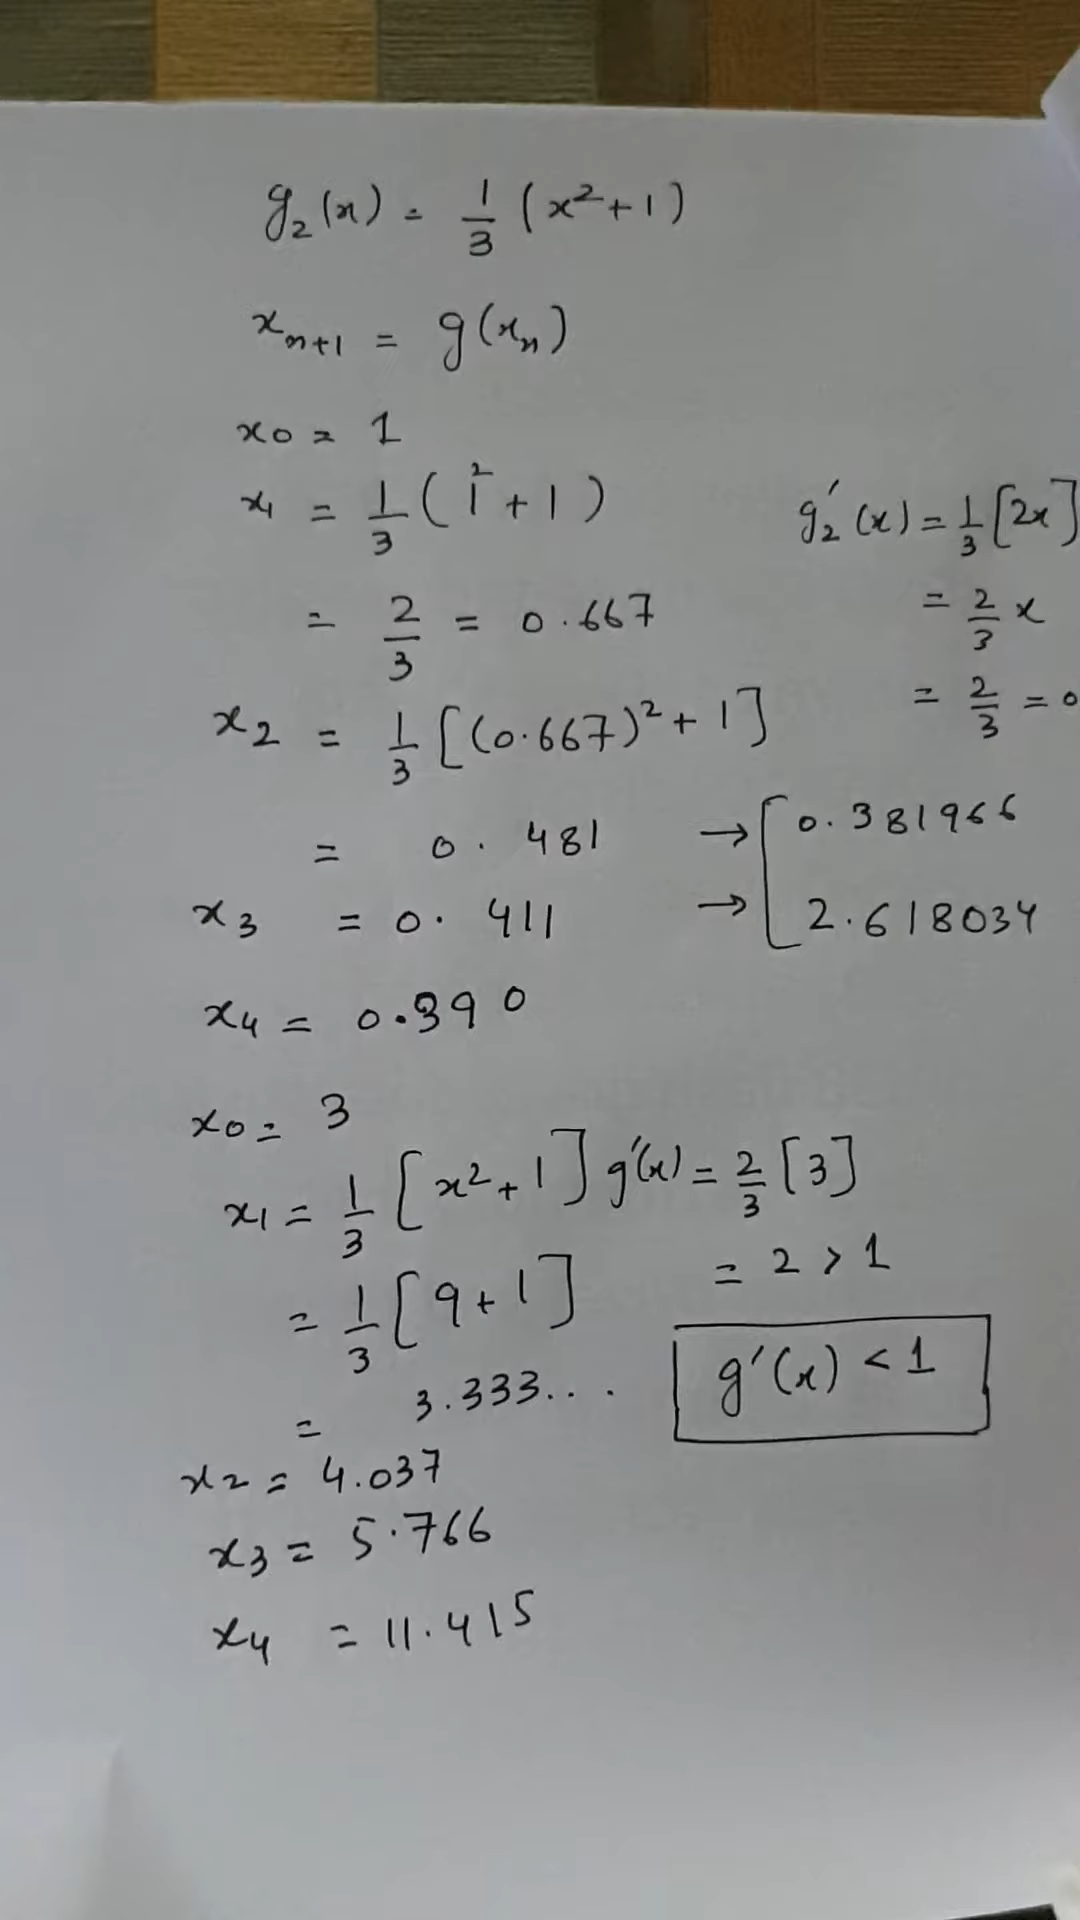 g₂(x) = 1/3 (x² + 1)
xₙ₊₁ = g(xₙ)
x0 = 1
x₁ = 1/3 (1² + 1)
= 2/3 = 0.667
g₂′(x) = 1/3 [2x]
= 2/3 x
= 2/3 = 0
x₂ = 1/3 [(0.667)² + 1]
= 0.481
x₃ = 0.411
x₄ = 0.390
→ [ 0.381966
→ 2.618034
x0 = 3
x₁ = 1/3 [x² + 1]
g′(x) = 2/3 [3]
= 2 > 1
= 1/3 [9 + 1]
= 3.333...
g′(x) < 1
x₂ = 4.037
x₃ = 5.766
x₄ = 11.415